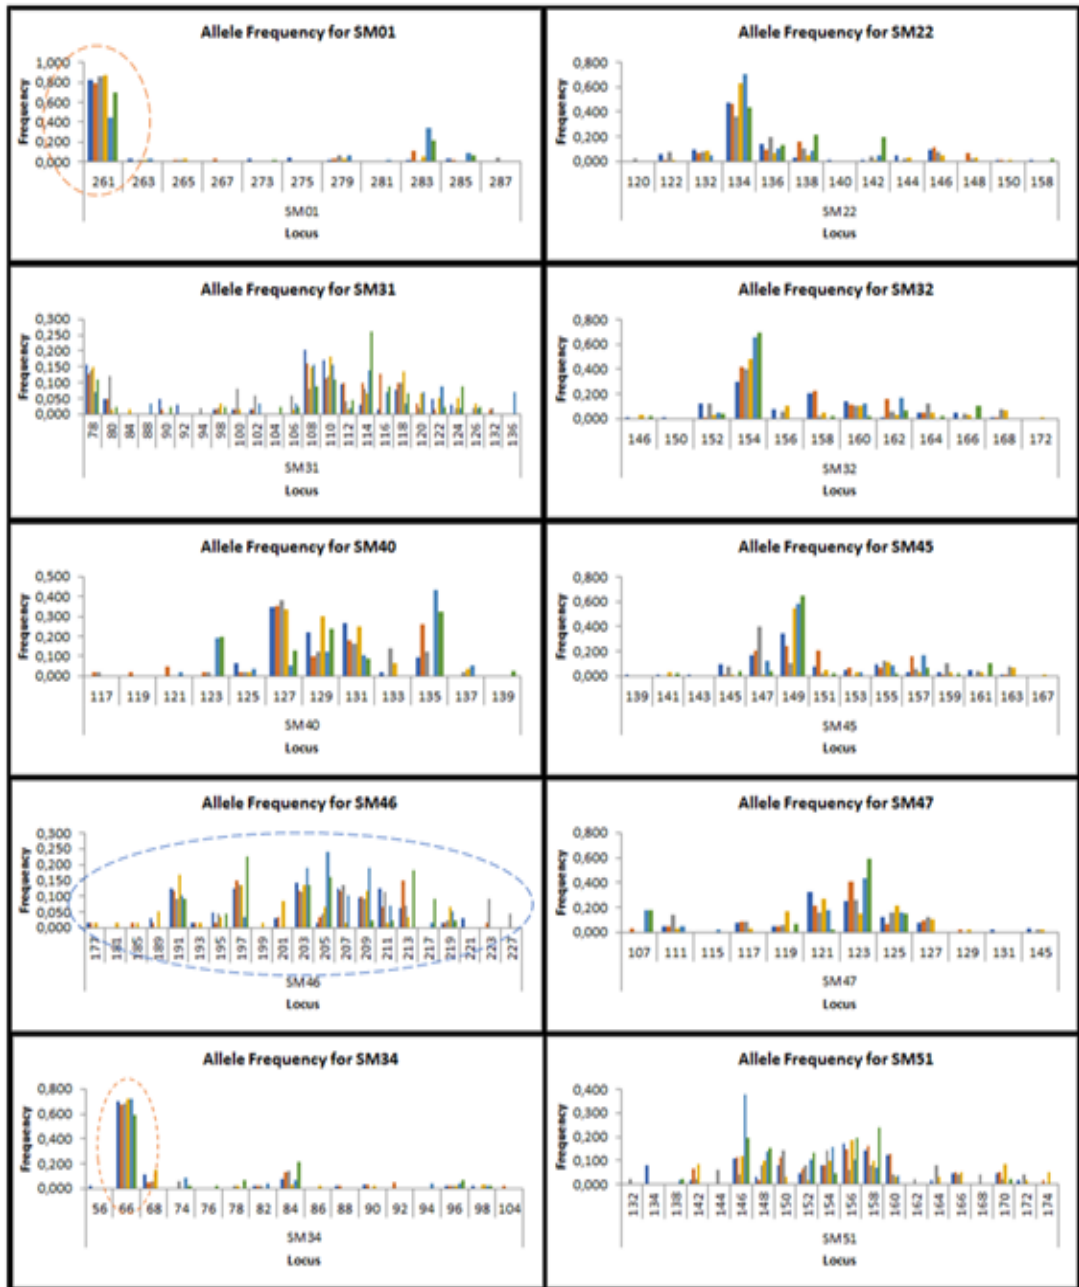 Allele Frequency for SM01
Frequency
1,000
0,800
0,600
0,400
0,200
0,000
261 263 265 267 273 275 279 281 283 285 287
SM01
Locus
Allele Frequency for SM22
Frequency
0,800
0,600
0,400
0,200
0,000
120 122 132 134 136 138 140 142 144 146 148 150 158
SM22
Locus
Allele Frequency for SM31
Frequency
0,300
0,250
0,200
0,150
0,100
0,050
0,000
78 80 84 88 90 92 94 98 100 102 104 106 108 110 112 114 116 118 120 122 124 126 132 136
SM31
Locus
Allele Frequency for SM32
Frequency
0,800
0,600
0,400
0,200
0,000
146 150 152 154 156 158 160 162 164 166 168 172
SM32
Locus
Allele Frequency for SM40
Frequency
0,500
0,400
0,300
0,200
0,100
0,000
117 119 121 123 125 127 129 131 133 135 137 139
SM40
Locus
Allele Frequency for SM45
Frequency
0,800
0,600
0,400
0,200
0,000
139 141 143 145 147 149 151 153 155 157 159 161 163 167
SM45
Locus
Allele Frequency for SM46
Frequency
0,300
0,250
0,200
0,150
0,100
0,050
0,000
177 181 185 189 191 193 195 197 199 201 203 205 207 209 211 213 217 219 221 223 227
SM46
Locus
Allele Frequency for SM47
Frequency
0,800
0,600
0,400
0,200
0,000
107 111 115 117 119 121 123 125 127 129 131 145
SM47
Locus
Allele Frequency for SM34
Frequency
0,800
0,600
0,400
0,200
0,000
56 66 68 74 76 78 82 84 86 88 90 92 94 96 98 104
SM34
Locus
Allele Frequency for SM51
Frequency
0,400
0,300
0,200
0,100
0,000
132 134 138 142 144 146 148 150 152 154 156 158 160 162 164 166 168 170 172 174
SM51
Locus